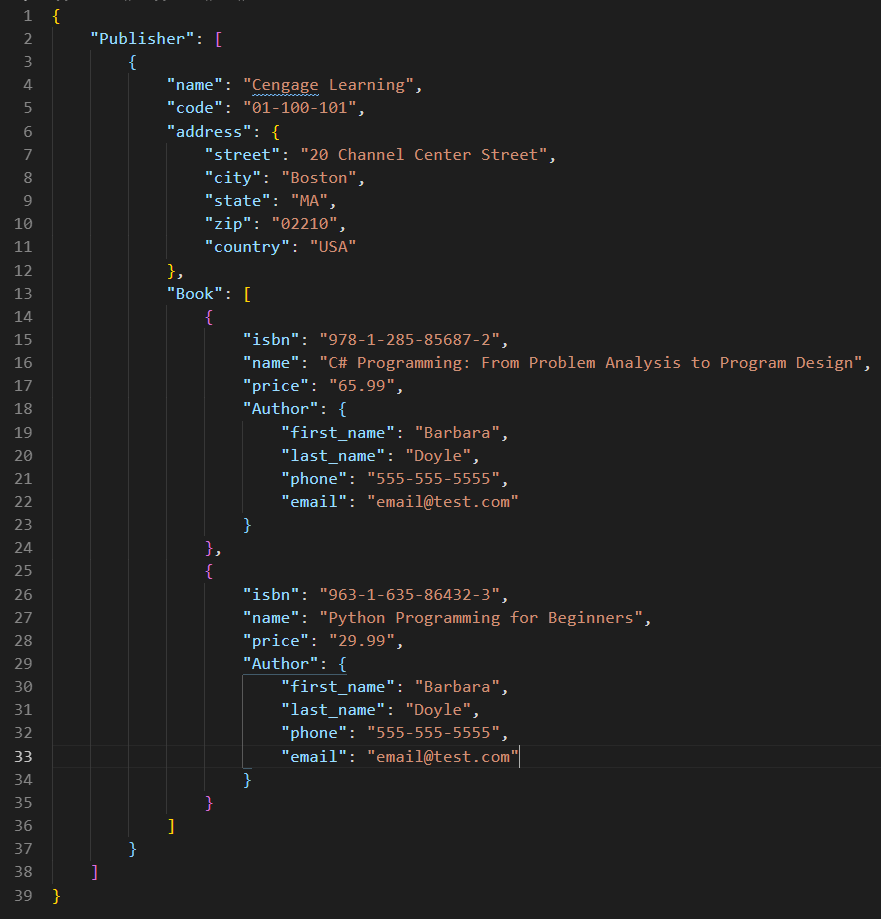 1 {
2     "Publisher": [
3         {
4             "name": "Cengage Learning",
5             "code": "01-100-101",
6             "address": {
7                 "street": "20 Channel Center Street",
8                 "city": "Boston",
9                 "state": "MA",
10                 "zip": "02210",
11                 "country": "USA"
12             },
13             "Book": [
14                 {
15                     "isbn": "978-1-285-85687-2",
16                     "name": "C# Programming: From Problem Analysis to Program Design",
17                     "price": "65.99",
18                     "Author": {
19                         "first_name": "Barbara",
20                         "last_name": "Doyle",
21                         "phone": "555-555-5555",
22                         "email": "email@test.com"
23                     }
24                 },
25                 {
26                     "isbn": "963-1-635-86432-3",
27                     "name": "Python Programming for Beginners",
28                     "price": "29.99",
29                     "Author": {
30                         "first_name": "Barbara",
31                         "last_name": "Doyle",
32                         "phone": "555-555-5555",
33                         "email": "email@test.com"
34                     }
35                 }
36             ]
37         }
38     ]
39 }